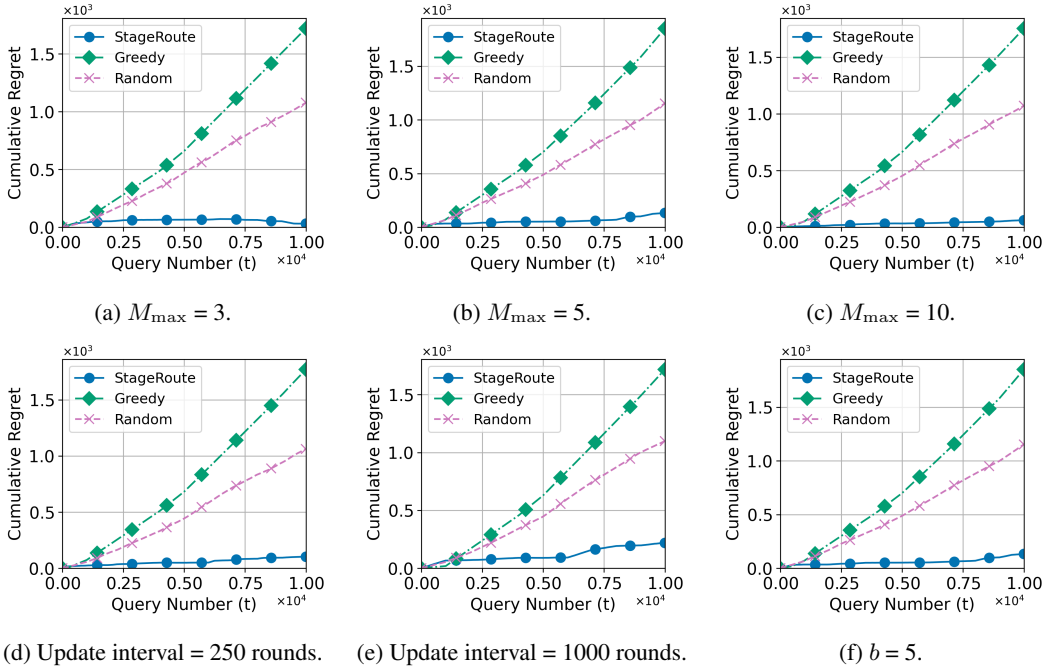 ×10³
1.5
1.0
0.5
0.0
Cumulative Regret
StageRoute
Greedy
Random
0.00 0.25 0.50 0.75 1.00
Query Number (t)
×10⁴
(a) M_max = 3.
×10³
1.5
1.0
0.5
0.0
Cumulative Regret
StageRoute
Greedy
Random
0.00 0.25 0.50 0.75 1.00
Query Number (t)
×10⁴
(b) M_max = 5.
×10³
1.5
1.0
0.5
0.0
Cumulative Regret
StageRoute
Greedy
Random
0.00 0.25 0.50 0.75 1.00
Query Number (t)
×10⁴
(c) M_max = 10.
×10³
1.5
1.0
0.5
0.0
Cumulative Regret
StageRoute
Greedy
Random
0.00 0.25 0.50 0.75 1.00
Query Number (t)
×10⁴
(d) Update interval = 250 rounds.
×10³
1.5
1.0
0.5
0.0
Cumulative Regret
StageRoute
Greedy
Random
0.00 0.25 0.50 0.75 1.00
Query Number (t)
×10⁴
(e) Update interval = 1000 rounds.
×10³
1.5
1.0
0.5
0.0
Cumulative Regret
StageRoute
Greedy
Random
0.00 0.25 0.50 0.75 1.00
Query Number (t)
×10⁴
(f) b = 5.